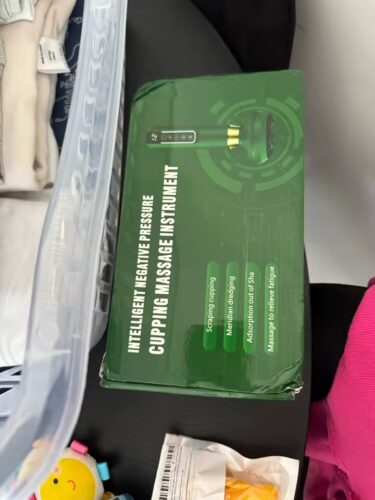 INTELLIGENT NEGATIVE PRESSURE
CUPPING MASSAGE INSTRUMENT
Scraping cupping
Meridian dredging
Adsorption out of Sha
Massage to relieve fatigue